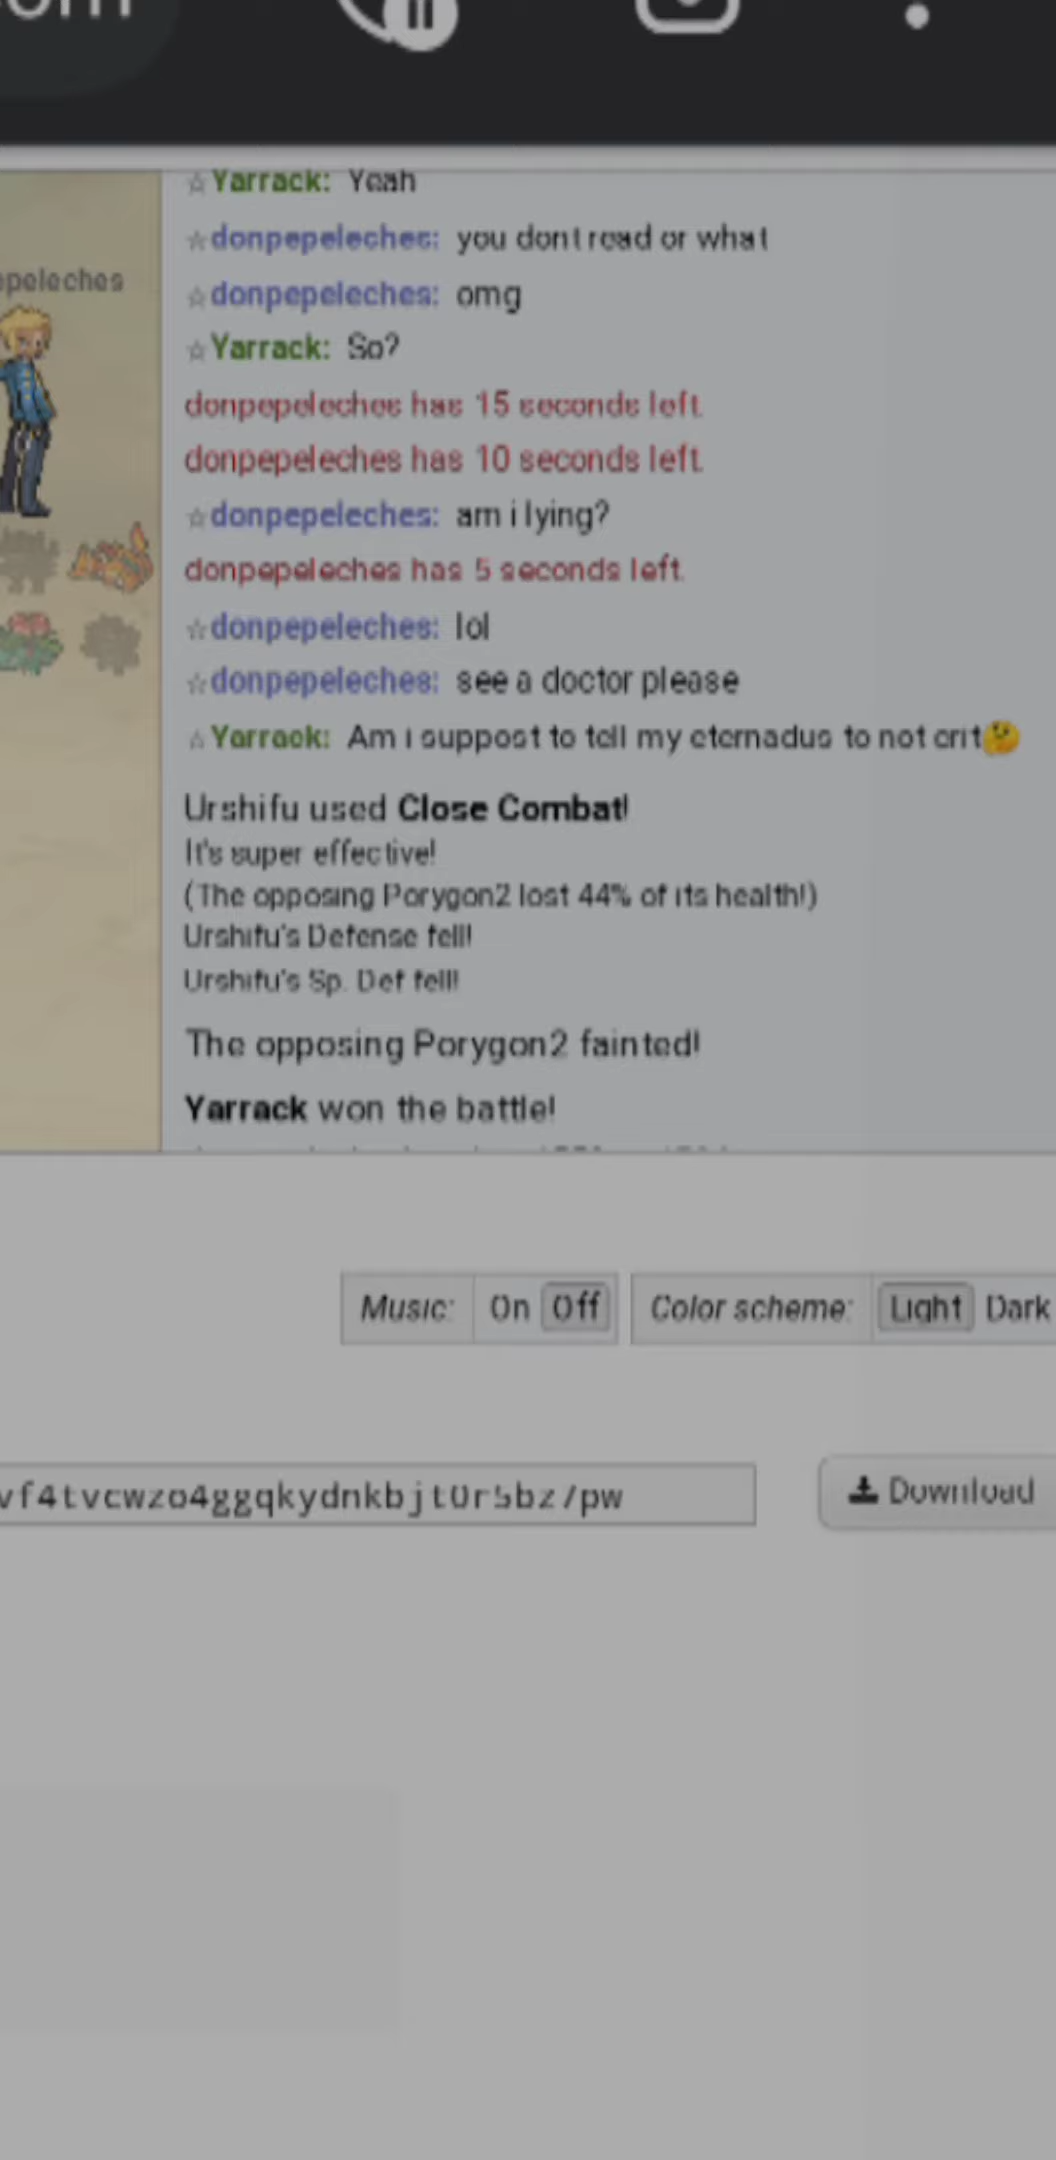 om
Yarrack: Yeah
donpepeleches: you dont read or what
epeleches
donpepeleches: omg
Yarrack: So?
donpepeleches has 15 seconds left.
donpepeleches has 10 seconds left.
donpepeleches: am i lying?
donpepeleches has 5 seconds left.
donpepeleches: lol
donpepeleches: see a doctor please
Yarrack: Am i suppost to tell my eternadus to not crit🤔
Urshifu used Close Combat!
It's super effective!
(The opposing Porygon2 lost 44% of its health!)
Urshifu's Defense fell!
Urshifu's Sp. Def fell!
The opposing Porygon2 fainted!
Yarrack won the battle!
Music: On Off Color scheme: Light Dark
vf4tvcwzo4ggqkydnkbjt0r5bz/pw Download